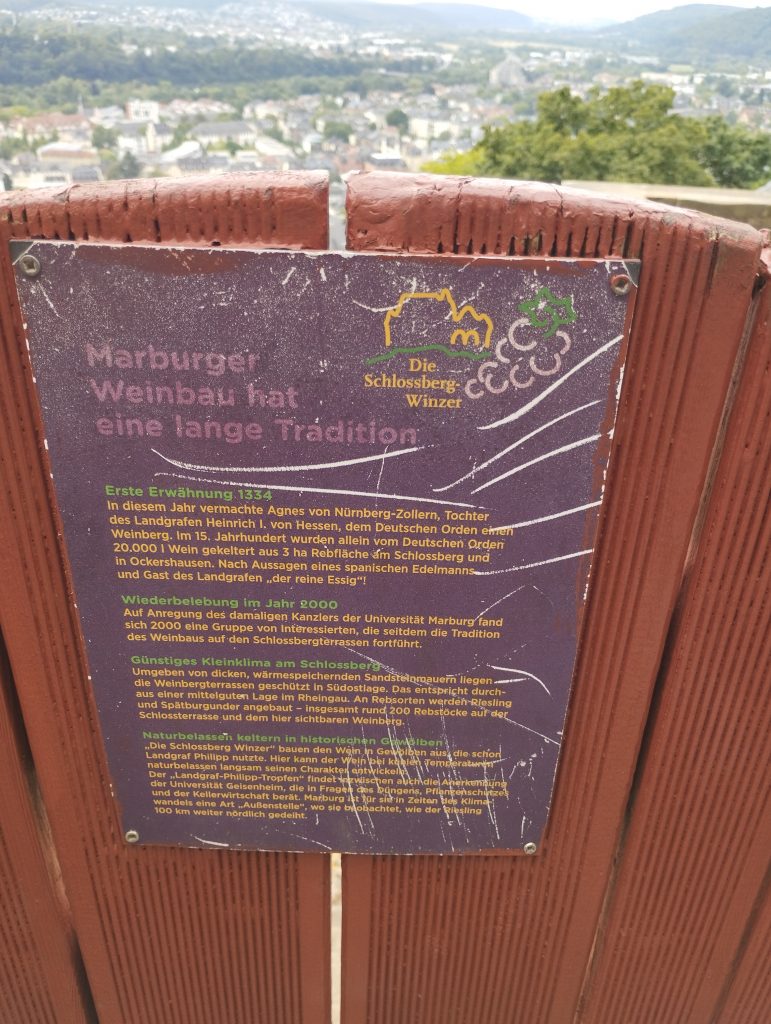 Die
Schlossberg-
Winzer
Marburger
Weinbau hat
eine lange Tradition
Erste Erwähnung 1334
In diesem Jahr vermachte Agnes von Nürnberg-Zollern, Tochter
des Landgrafen Heinrich I. von Hessen, dem Deutschen Orden einen
Weinberg. Im 15. Jahrhundert wurden allein vom Deutschen Orden
20.000 l Wein gekeltert aus 3 ha Rebfläche am Schlossberg und
in Ockershausen. Nach Aussagen eines spanischen Edelmanns
und Gast des Landgrafen „der reine Essig“!
Wiederbelebung im Jahr 2000
Auf Anregung des damaligen Kanzlers der Universität Marburg fand
sich 2000 eine Gruppe von Interessierten, die seitdem die Tradition
des Weinbaus auf den Schlossbergterrassen fortführt.
Günstiges Kleinklima am Schlossberg
Umgeben von dicken, wärmespeichernden Sandsteinmauern liegen
die Weinbergterrassen geschützt in Südostlage. Das entspricht durch-
aus einer mittelguten Lage im Rheingau. An Rebsorten werden Riesling
und Spätburgunder angebaut – insgesamt rund 200 Rebstöcke auf der
Schlossterrasse und dem hier sichtbaren Weinberg.
Naturbelassen keltern in historischen Gewölben
„Die Schlossberg Winzer“ bauen den Wein in Gewölben aus, die schon
Landgraf Philipp nutzte. Hier kann der Wein bei kühlen Temperaturen
naturbelassen langsam seinen Charakter entwickeln.
Der „Landgraf-Philipp-Tropfen“ findet inzwischen auch die Anerkennung
der Universität Geisenheim, die in Fragen des Düngens, Pflanzenschutzes
und der Kellerwirtschaft berät. Marburg ist für sie in Zeiten des Klima-
wandels eine Art „Außenstelle“, wo sie beobachtet, wie der Riesling
100 km weiter nördlich gedeiht.